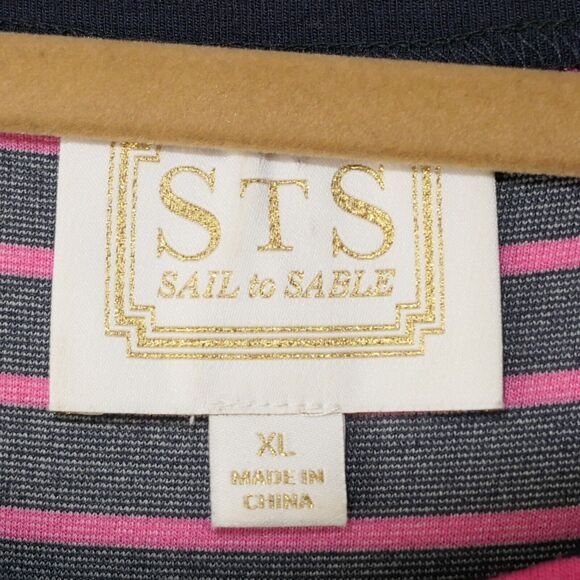 STS
SAIL to SABLE
XL
MADE IN
CHINA